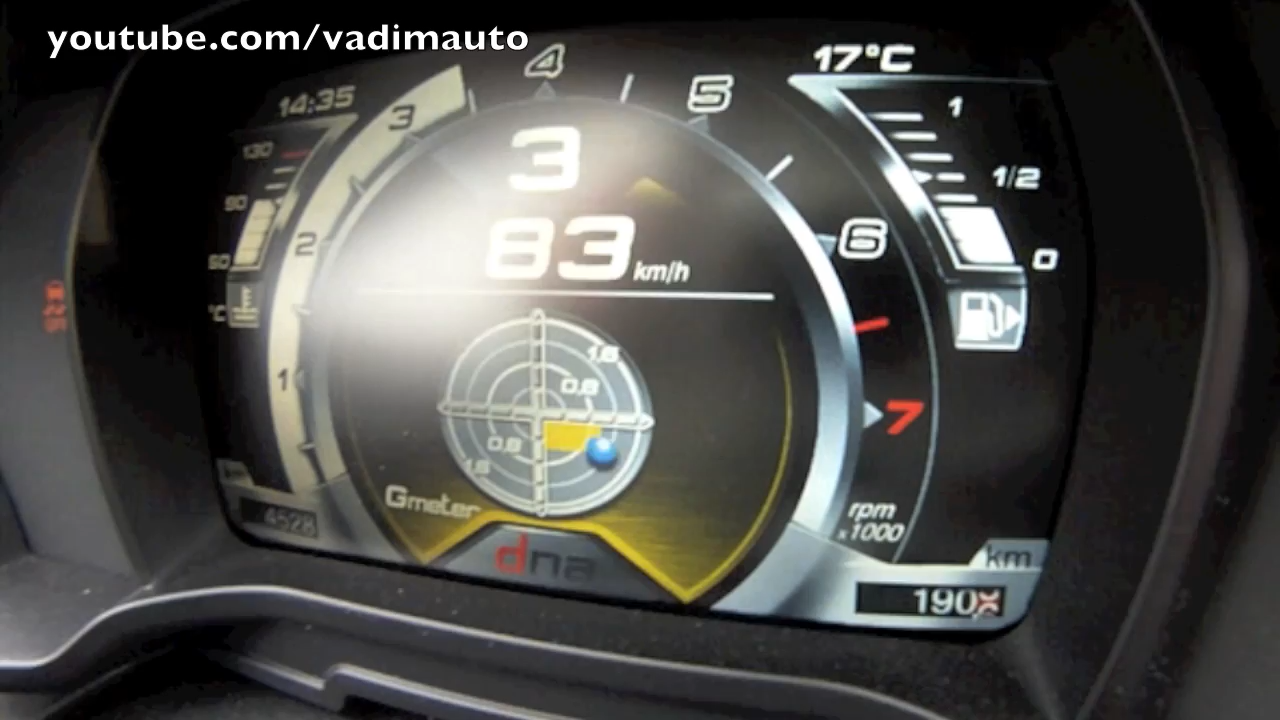 youtube.com/vadimauto
17°C
14:35
4
5
3
1
130
3
1/2
90
6
2
83 km/h
0
50
°C
1,6
0,8
1
7
0,8
1,6
Gmeter
rpm
x1000
km
4528
dna
km
190